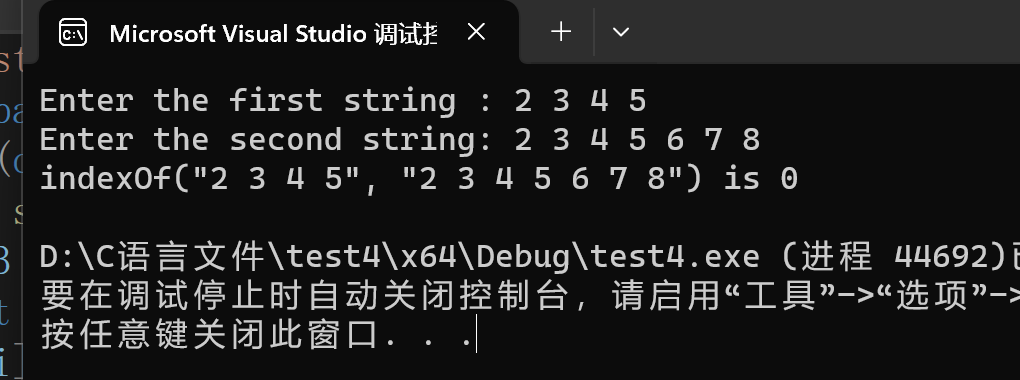 Microsoft Visual Studio 调试
Enter the first string : 2 3 4 5
Enter the second string: 2 3 4 5 6 7 8
indexOf("2 3 4 5", "2 3 4 5 6 7 8") is 0
D:\C语言文件\test4\x64\Debug\test4.exe (进程 44692)已
要在调试停止时自动关闭控制台，请启用“工具”->“选项”->
按任意键关闭此窗口. . .